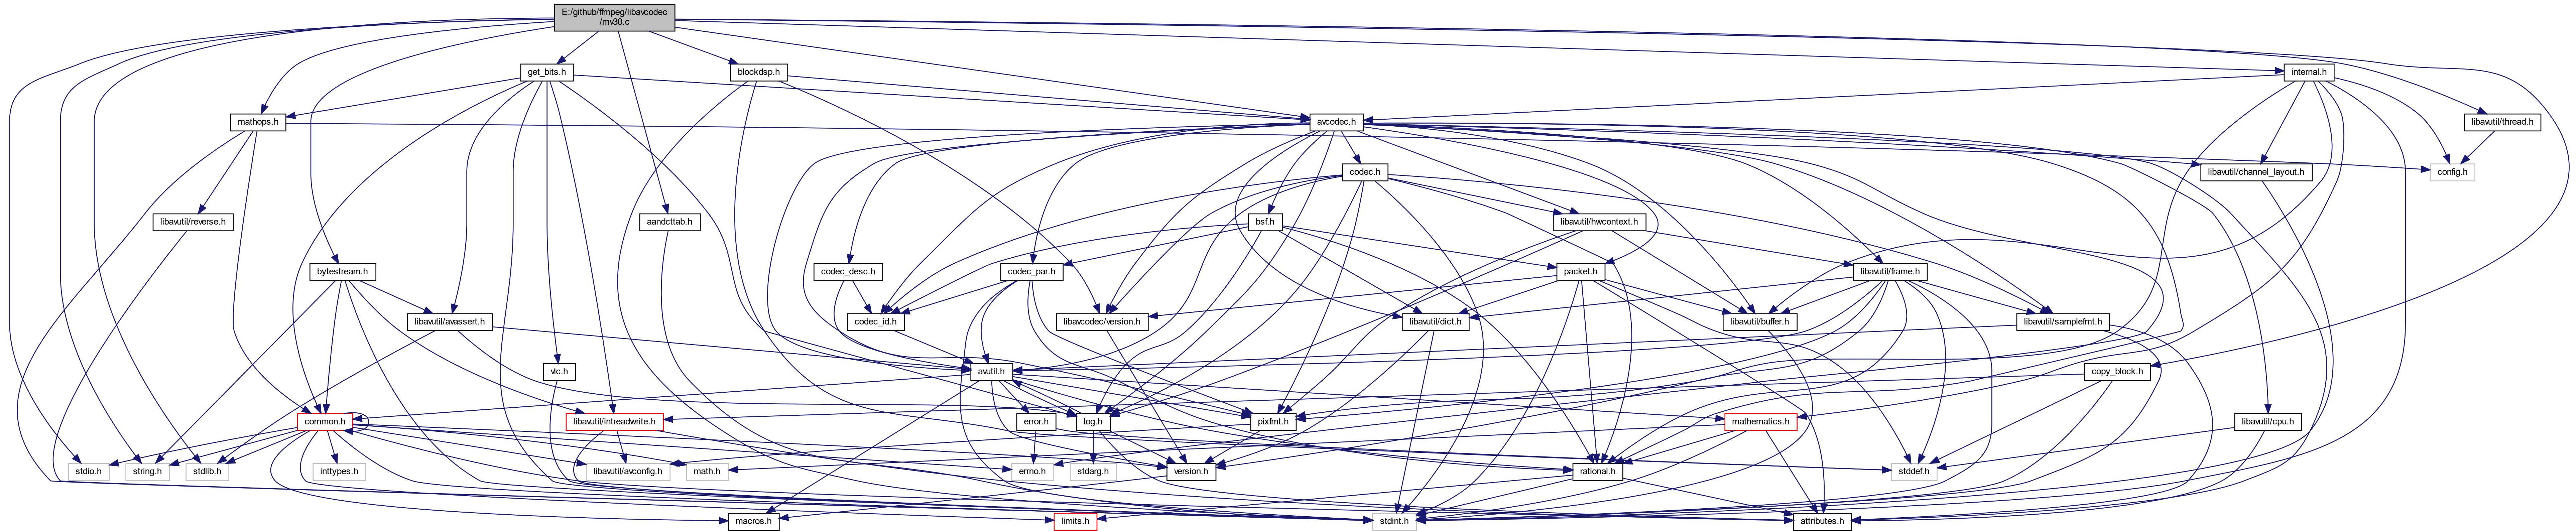 E:/github/ffmpeg/libavcodec
/mv30.c
get_bits.h
blockdsp.h
internal.h
mathops.h
avcodec.h
libavutil/thread.h
codec.h
libavutil/channel_layout.h
config.h
libavutil/reverse.h
aandcttab.h
bsf.h
libavutil/hwcontext.h
bytestream.h
codec_desc.h
codec_par.h
packet.h
libavutil/frame.h
libavutil/avassert.h
codec_id.h
libavcodec/version.h
libavutil/dict.h
libavutil/buffer.h
libavutil/samplefmt.h
vlc.h
avutil.h
copy_block.h
common.h
libavutil/intreadwrite.h
error.h
log.h
pixfmt.h
mathematics.h
libavutil/cpu.h
stdio.h
string.h
stdlib.h
inttypes.h
libavutil/avconfig.h
math.h
errno.h
stdarg.h
version.h
rational.h
stddef.h
macros.h
limits.h
stdint.h
attributes.h